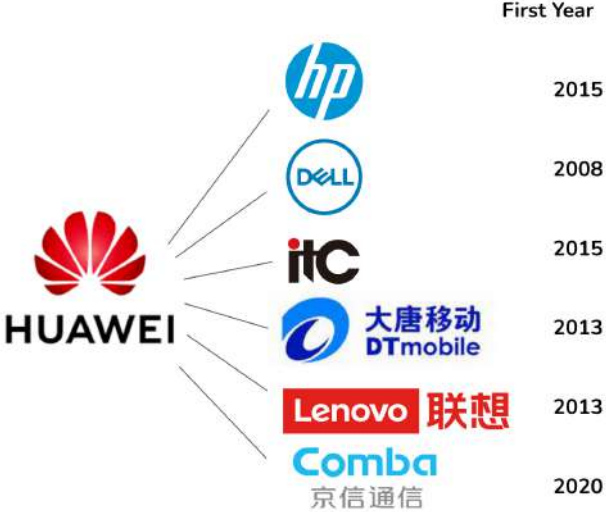 First Year
hp
2015
DELL
2008
itc
2015
HUAWEI
大唐移动
DTmobile
2013
Lenovo 联想
2013
Comba
京信通信
2020